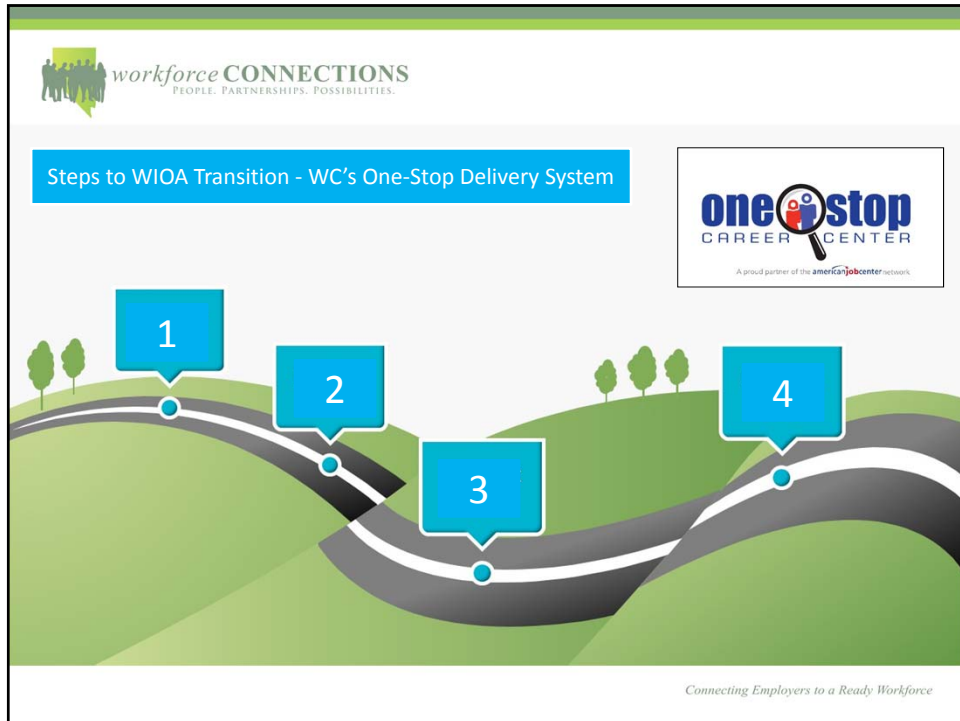 workforce CONNECTIONS
PEOPLE. PARTNERSHIPS. POSSIBILITIES.
Steps to WIOA Transition - WC's One-Stop Delivery System
one stop
CAREER CENTER
A proud partner of the americanjobcenter network
1
2
3
4
Connecting Employers to a Ready Workforce